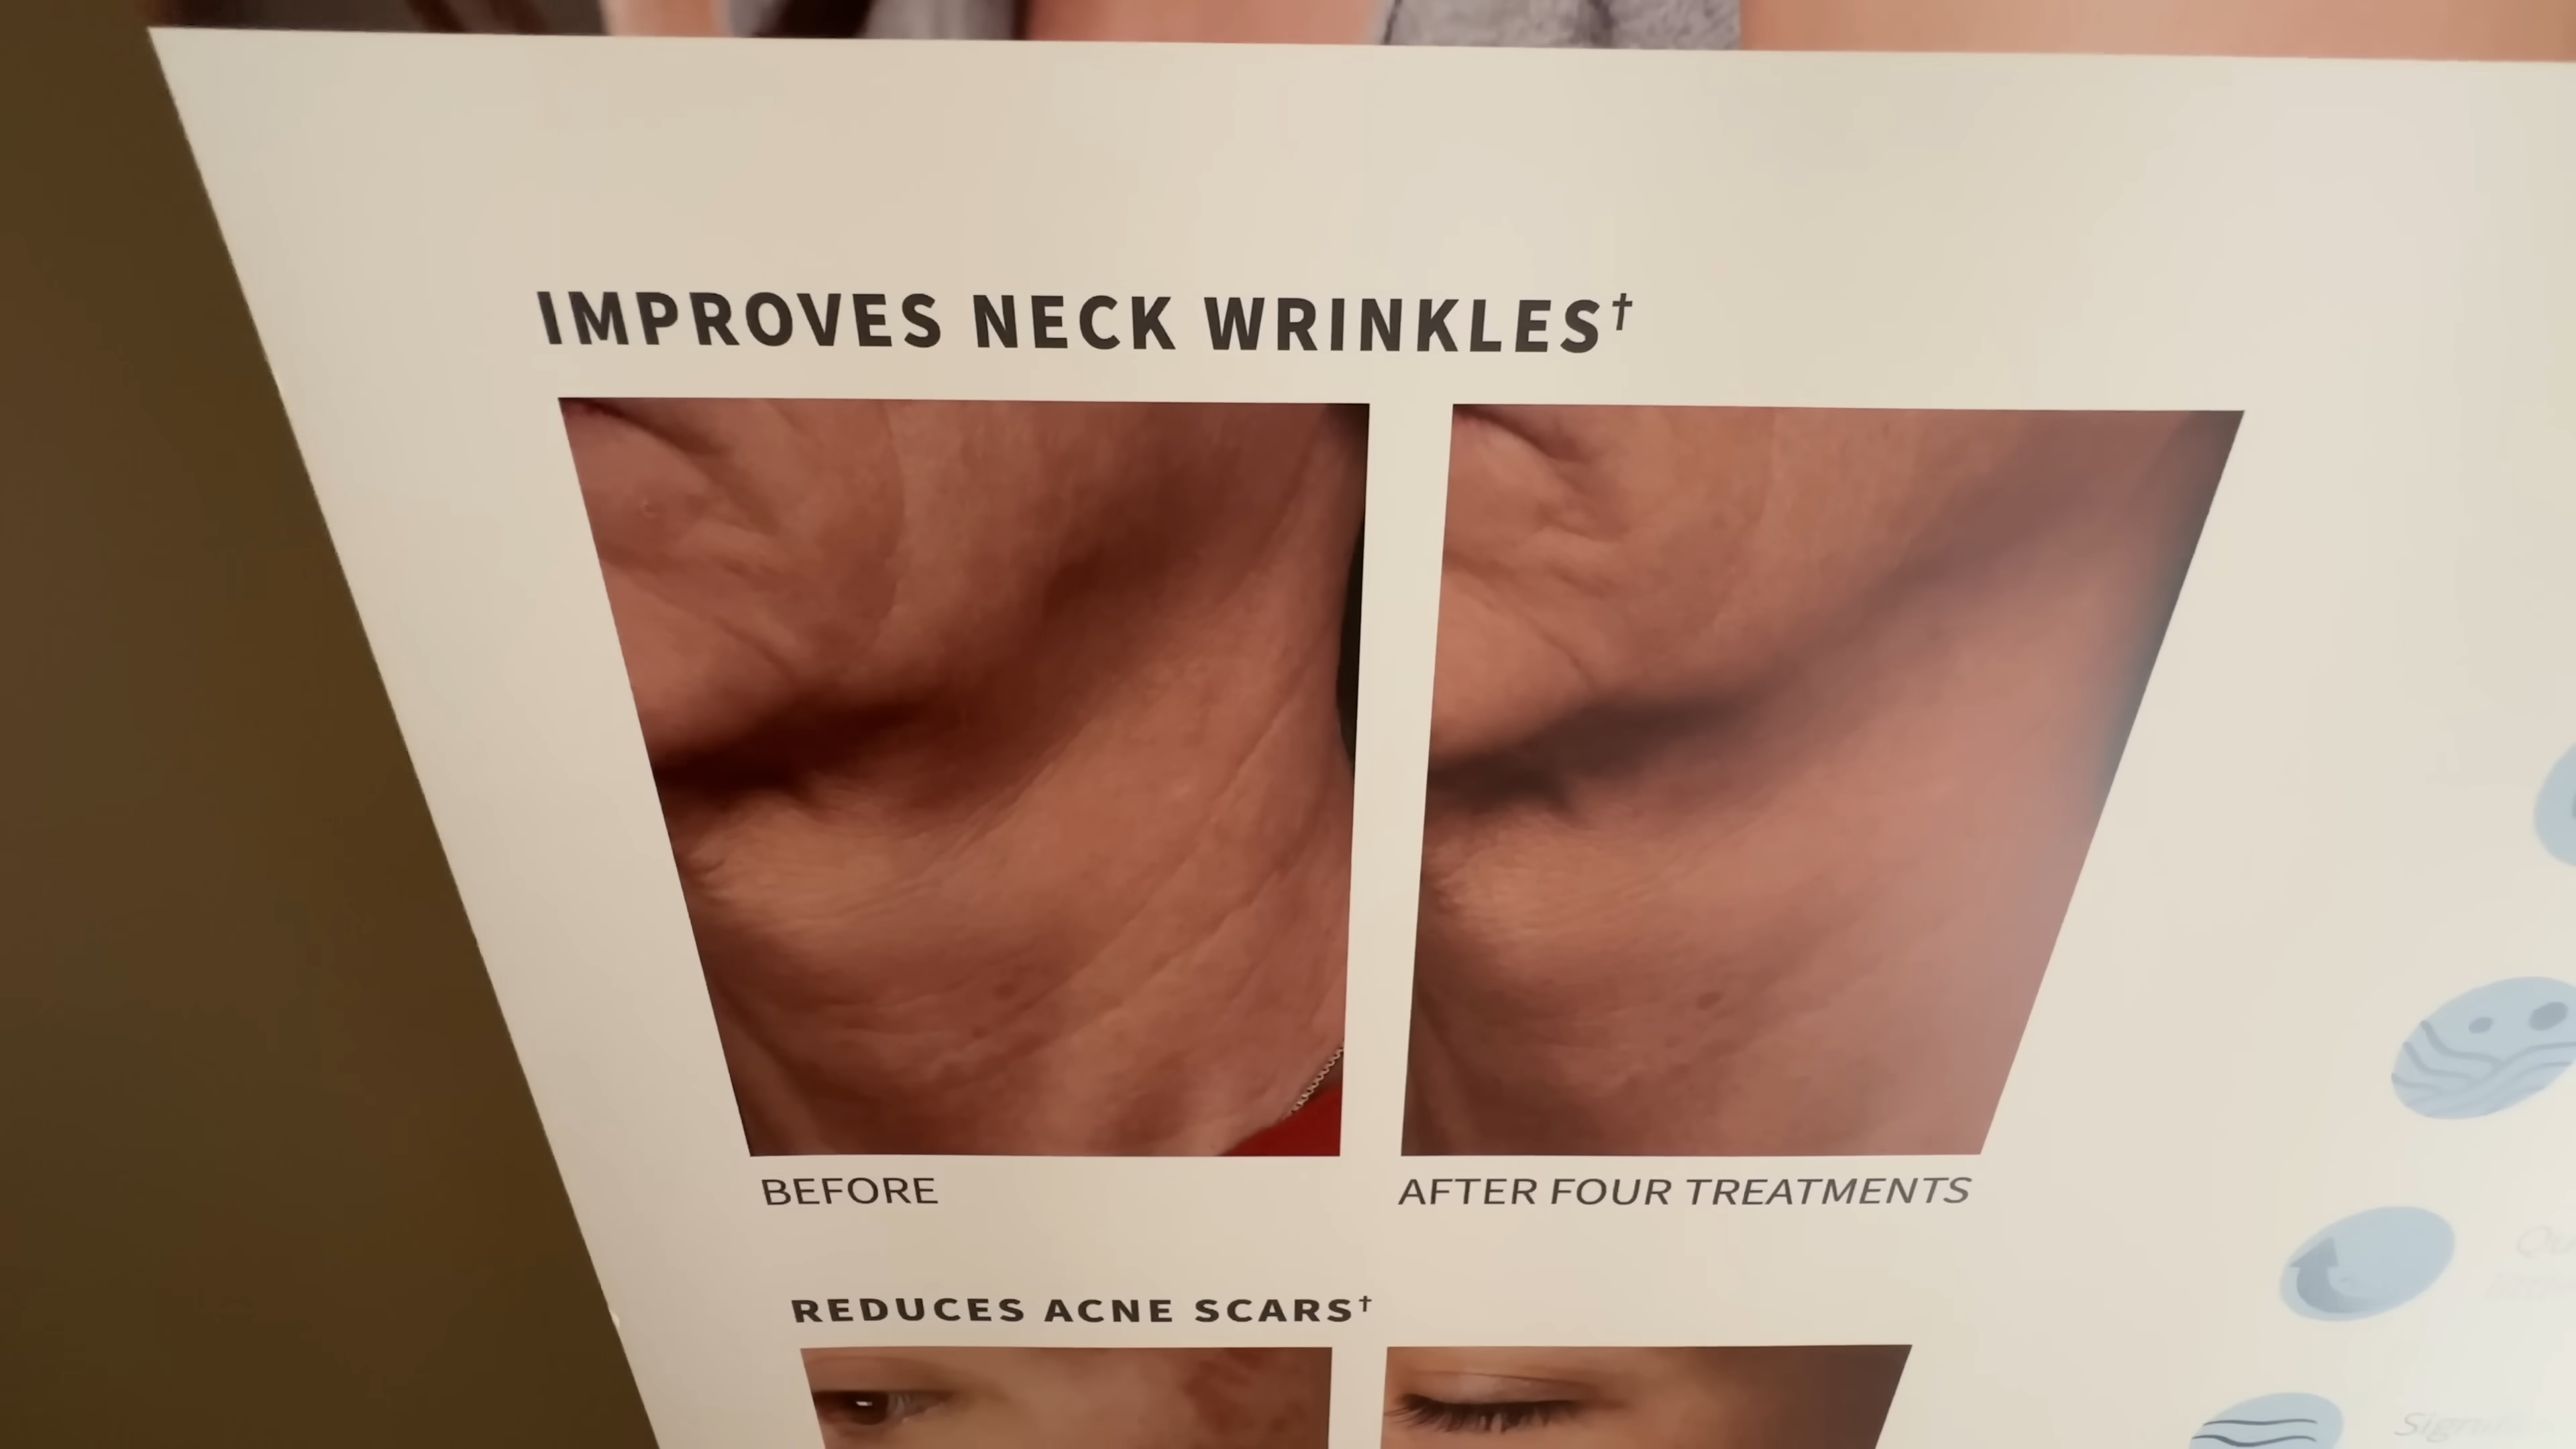 IMPROVES NECK WRINKLES†
BEFORE
AFTER FOUR TREATMENTS
REDUCES ACNE SCARS†